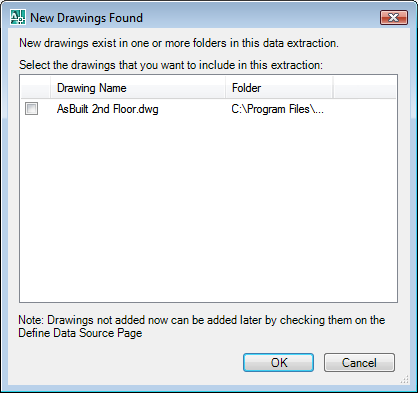 New Drawings Found
New drawings exist in one or more folders in this data extraction.
Select the drawings that you want to include in this extraction:
Drawing Name Folder
AsBuilt 2nd Floor.dwg C:\Program Files\...
Note: Drawings not added now can be added later by checking them on the
Define Data Source Page
OK Cancel